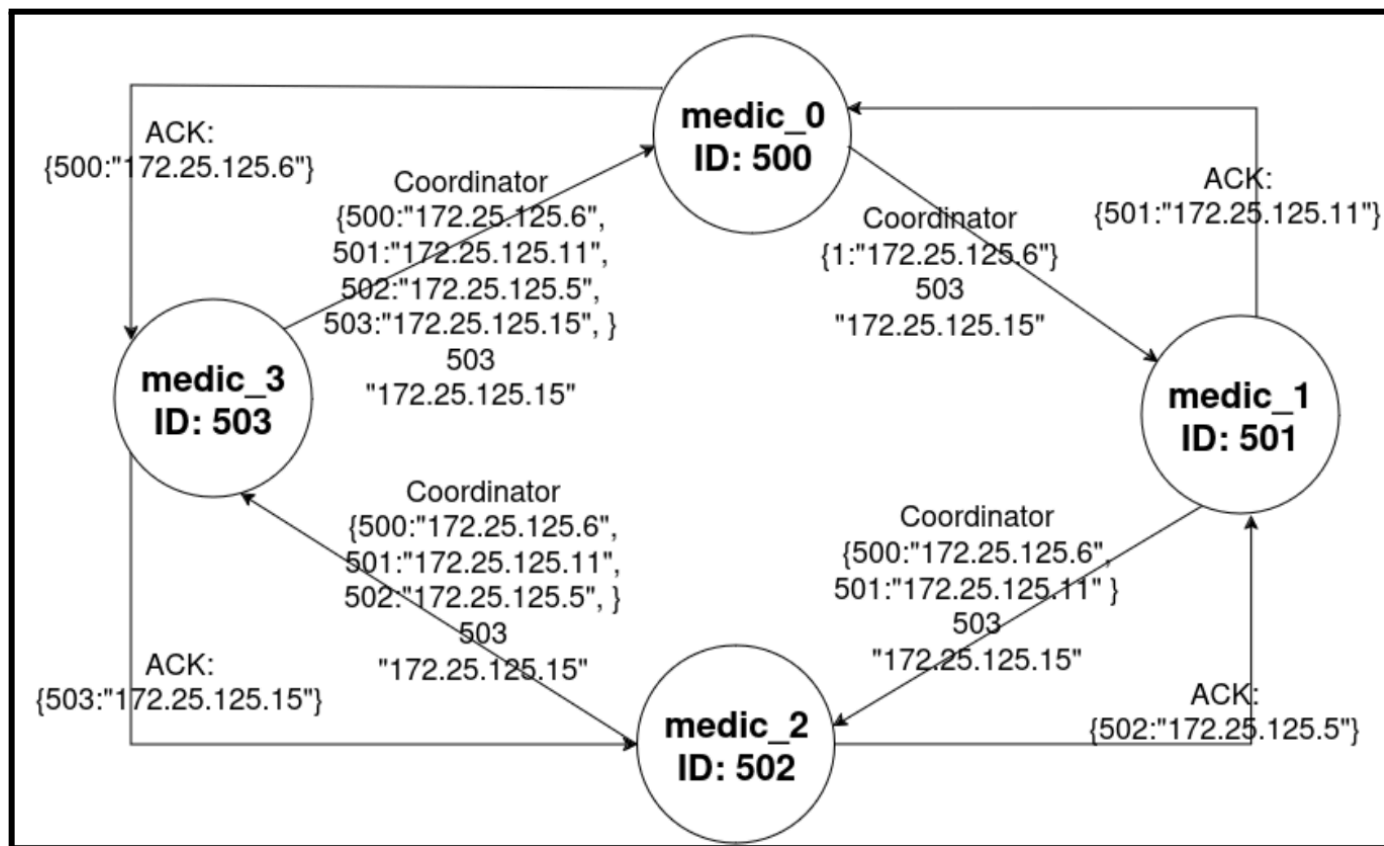 medic_0
ID: 500
ACK:
{500:"172.25.125.6"}
Coordinator
{500:"172.25.125.6",
501:"172.25.125.11",
502:"172.25.125.5",
503:"172.25.125.15", }
503
"172.25.125.15"
Coordinator
{1:"172.25.125.6"}
503
"172.25.125.15"
ACK:
{501:"172.25.125.11"}
medic_3
ID: 503
medic_1
ID: 501
Coordinator
{500:"172.25.125.6",
501:"172.25.125.11",
502:"172.25.125.5", }
503
"172.25.125.15"
Coordinator
{500:"172.25.125.6",
501:"172.25.125.11" }
503
"172.25.125.15"
ACK:
{503:"172.25.125.15"}
medic_2
ID: 502
ACK:
{502:"172.25.125.5"}